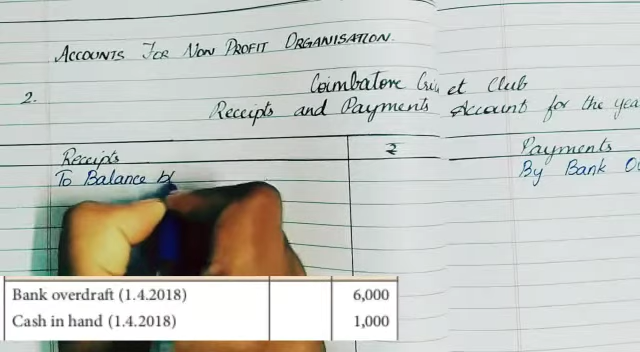 ACCOUNTS FOR NON PROFIT ORGANISATION.
2.
Coimbatore Club
Receipts and Payments Account for the
Receipts ₹ Payments
To Balance b/ By Bank
Bank overdraft (1.4.2018) 6,000
Cash in hand (1.4.2018) 1,000